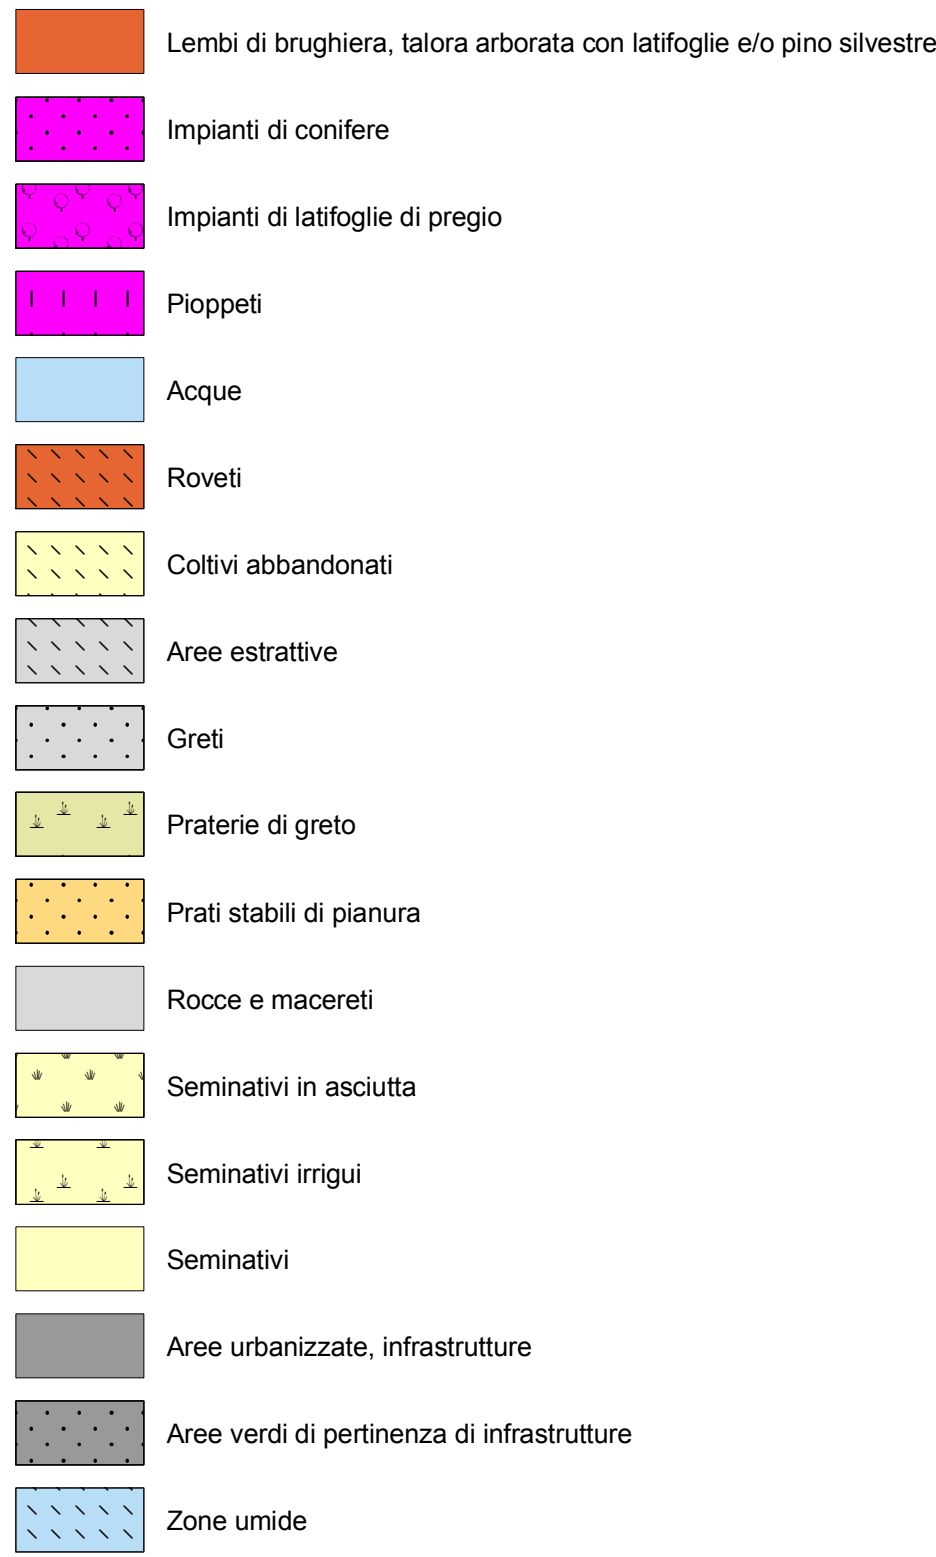 Lembi di brughiera, talora arborata con latifoglie e/o pino silvestre
Impianti di conifere
Impianti di latifoglie di pregio
Pioppeti
Acque
Roveti
Coltivi abbandonati
Aree estrattive
Greti
Praterie di greto
Prati stabili di pianura
Rocce e macereti
Seminativi in asciutta
Seminativi irrigui
Seminativi
Aree urbanizzate, infrastrutture
Aree verdi di pertinenza di infrastrutture
Zone umide